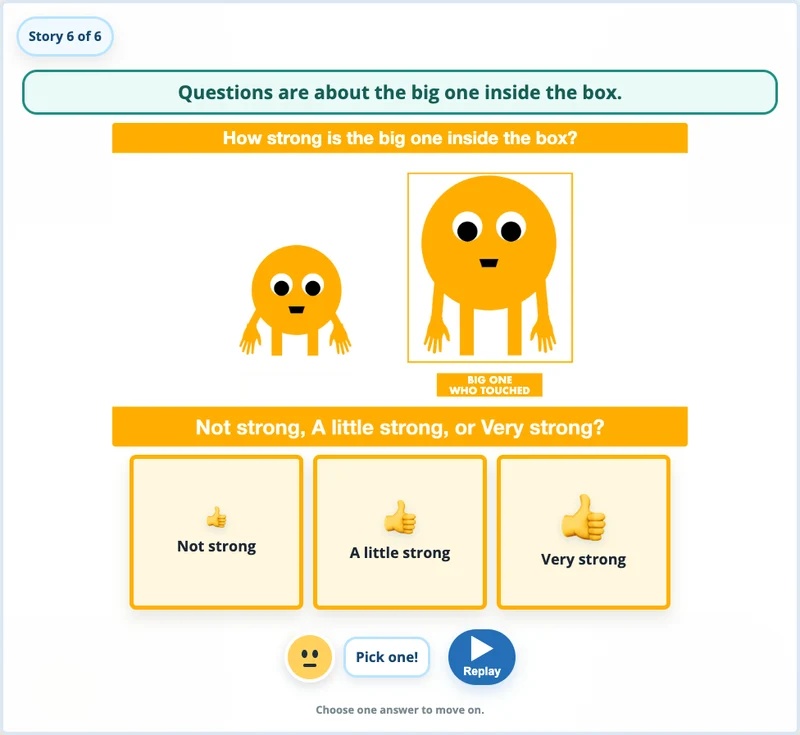 Story 6 of 6
Questions are about the big one inside the box.
How strong is the big one inside the box?
BIG ONE
WHO TOUCHED
Not strong, A little strong, or Very strong?
Not strong
A little strong
Very strong
Pick one!
Replay
Choose one answer to move on.